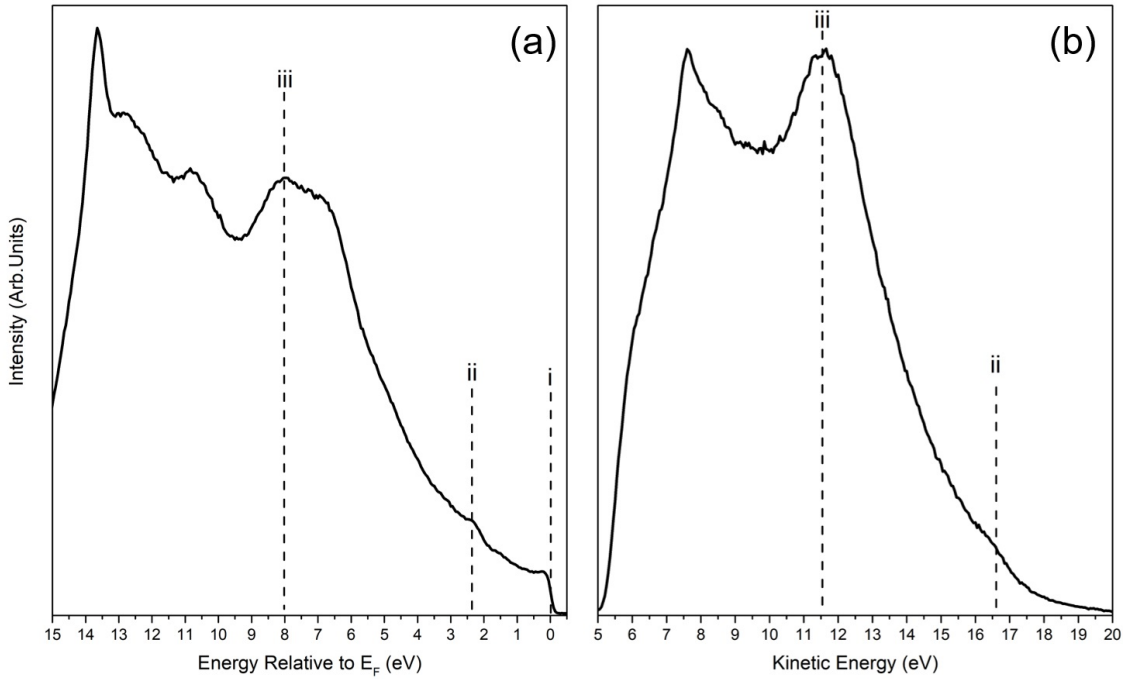 (a)
(b)
iii
iii
ii
i
ii
Intensity (Arb.Units)
15 14 13 12 11 10 9 8 7 6 5 4 3 2 1 0
5 6 7 8 9 10 11 12 13 14 15 16 17 18 19 20
Energy Relative to EF (eV)
Kinetic Energy (eV)